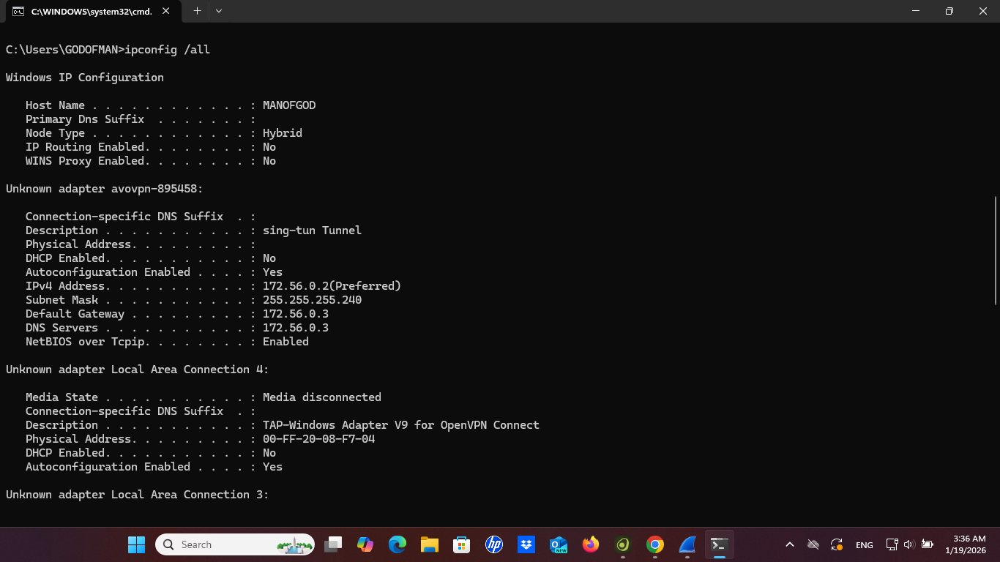 C:\WINDOWS\system32\cmd.
C:\Users\GODOFMAN>ipconfig /all
Windows IP Configuration
Host Name . . . . . . . . . . . . : MANOFGOD
Primary Dns Suffix  . . . . . . . :
Node Type . . . . . . . . . . . . : Hybrid
IP Routing Enabled. . . . . . . . : No
WINS Proxy Enabled. . . . . . . . : No
Unknown adapter avovpn-895458:
Connection-specific DNS Suffix  . :
Description . . . . . . . . . . . : sing-tun Tunnel
Physical Address. . . . . . . . . :
DHCP Enabled. . . . . . . . . . . : No
Autoconfiguration Enabled . . . . : Yes
IPv4 Address. . . . . . . . . . . : 172.56.0.2(Preferred)
Subnet Mask . . . . . . . . . . . : 255.255.255.240
Default Gateway . . . . . . . . . : 172.56.0.3
DNS Servers . . . . . . . . . . . : 172.56.0.3
NetBIOS over Tcpip. . . . . . . . : Enabled
Unknown adapter Local Area Connection 4:
Media State . . . . . . . . . . . : Media disconnected
Connection-specific DNS Suffix  . :
Description . . . . . . . . . . . : TAP-Windows Adapter V9 for OpenVPN Connect
Physical Address. . . . . . . . . : 00-FF-20-08-F7-04
DHCP Enabled. . . . . . . . . . . : No
Autoconfiguration Enabled . . . . : Yes
Unknown adapter Local Area Connection 3:
Search
hp
NEW
ENG
3:36 AM
1/19/2026